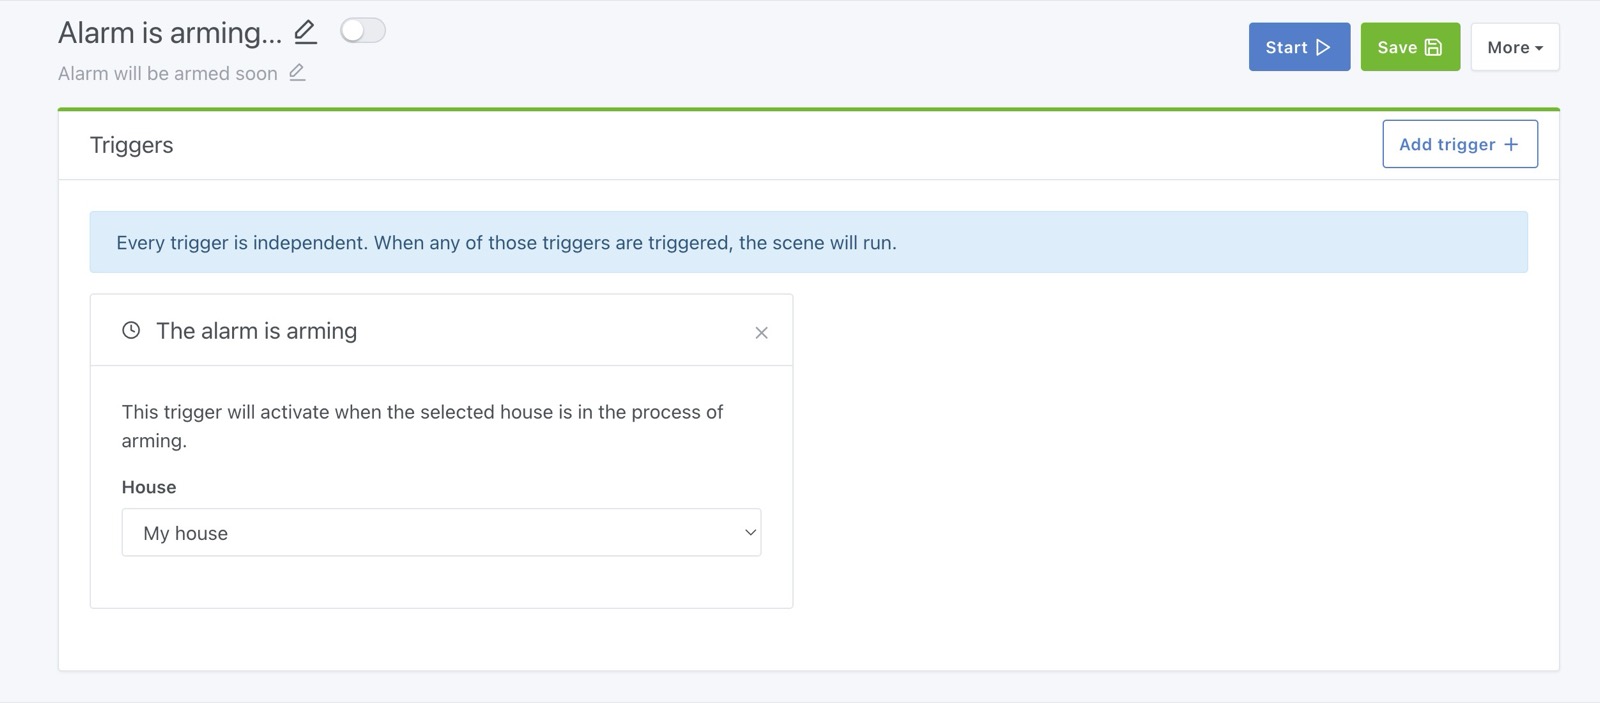 Alarm is arming...
Alarm will be armed soon
Start
Save
More
Triggers
Add trigger
Every trigger is independent. When any of those triggers are triggered, the scene will run.
The alarm is arming
This trigger will activate when the selected house is in the process of
arming.
House
My house